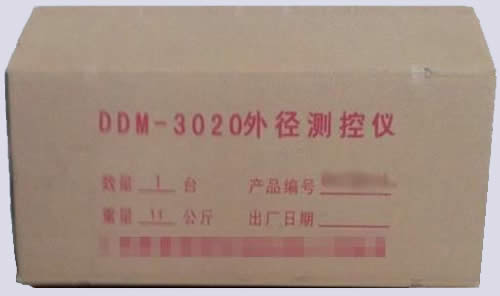 DDM-3020外径测控仪
数量 1 台 产品编号
重量 11 公斤 出厂日期